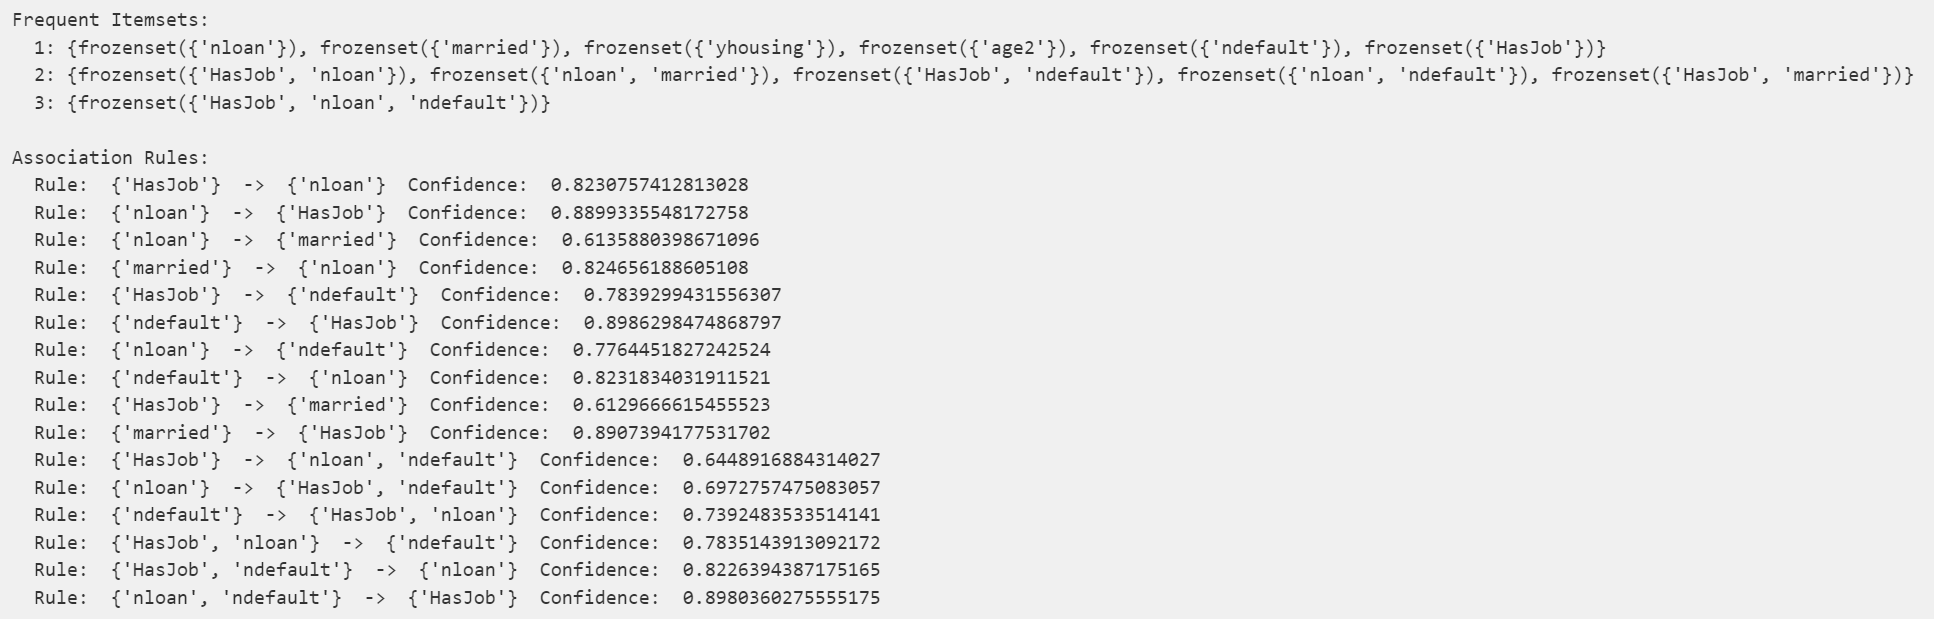 Frequent Itemsets:
1: {frozenset({'nloan'}), frozenset({'married'}), frozenset({'yhousing'}), frozenset({'age2'}), frozenset({'ndefault'}), frozenset({'HasJob'})}
2: {frozenset({'HasJob', 'nloan'}), frozenset({'nloan', 'married'}), frozenset({'HasJob', 'ndefault'}), frozenset({'nloan', 'ndefault'}), frozenset({'HasJob', 'married'})}
3: {frozenset({'HasJob', 'nloan', 'ndefault'})}
Association Rules:
Rule:  {'HasJob'}  ->  {'nloan'}  Confidence:  0.8230757412813028
Rule:  {'nloan'}  ->  {'HasJob'}  Confidence:  0.8899335548172758
Rule:  {'nloan'}  ->  {'married'}  Confidence:  0.6135880398671096
Rule:  {'married'}  ->  {'nloan'}  Confidence:  0.824656188605108
Rule:  {'HasJob'}  ->  {'ndefault'}  Confidence:  0.7839299431556307
Rule:  {'ndefault'}  ->  {'HasJob'}  Confidence:  0.8986298474868797
Rule:  {'nloan'}  ->  {'ndefault'}  Confidence:  0.7764451827242524
Rule:  {'ndefault'}  ->  {'nloan'}  Confidence:  0.8231834031911521
Rule:  {'HasJob'}  ->  {'married'}  Confidence:  0.6129666615455523
Rule:  {'married'}  ->  {'HasJob'}  Confidence:  0.8907394177531702
Rule:  {'HasJob'}  ->  {'nloan', 'ndefault'}  Confidence:  0.6448916884314027
Rule:  {'nloan'}  ->  {'HasJob', 'ndefault'}  Confidence:  0.6972757475083057
Rule:  {'ndefault'}  ->  {'HasJob', 'nloan'}  Confidence:  0.7392483533514141
Rule:  {'HasJob', 'nloan'}  ->  {'ndefault'}  Confidence:  0.7835143913092172
Rule:  {'HasJob', 'ndefault'}  ->  {'nloan'}  Confidence:  0.8226394387175165
Rule:  {'nloan', 'ndefault'}  ->  {'HasJob'}  Confidence:  0.8980360275555175